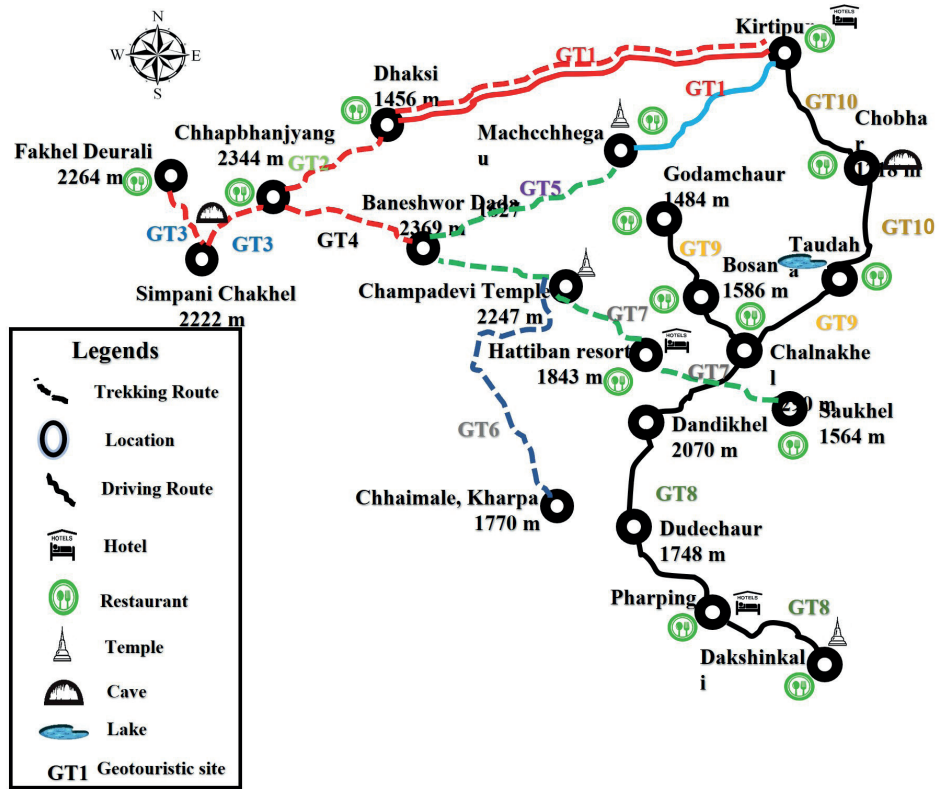 N
W
E
S
Kirtipur
HOTELS
GT1
GT1
Dhaksi
1456 m
GT10
Chobha
r
1218 m
Machcchhega
u
Chhapbhanjyang
2344 m
GT2
Fakhel Deurali
2264 m
GT5
1327
Godamchaur
1484 m
Baneshwor Dada
2369 m
GT3
GT3
GT4
GT10
GT9
Taudah
a
Bosan
1586 m
Simpani Chakhel
2222 m
Champadevi Temple
2247 m
GT7
GT9
HOTELS
Hattiban resort
1843 m
GT7
Chalnakhe
l
Saukhel
1564 m
Dandikhel
2070 m
GT6
GT8
Chhaimale, Kharpa
1770 m
Dudechaur
1748 m
Pharping
HOTELS
GT8
Dakshinkal
i
Legends
Trekking Route
Location
Driving Route
HOTELS
Hotel
Restaurant
Temple
Cave
Lake
GT1 Geotouristic site